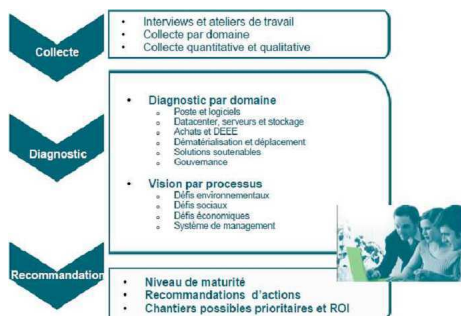 Collecte
• Interviews et ateliers de travail
• Collecte par domaine
• Collecte quantitative et qualitative
Diagnostic
• Diagnostic par domaine
o Poste et logiciels
o Datacenter, serveurs et stockage
o Achats et DEEE
o Dématérialisation et déplacement
o Solutions soutenables
o Gouvernance
• Vision par processus
o Défis environnementaux
o Défis sociaux
o Défis économiques
o Système de management
Recommandation
• Niveau de maturité
• Recommandations d'actions
• Chantiers possibles prioritaires et ROI